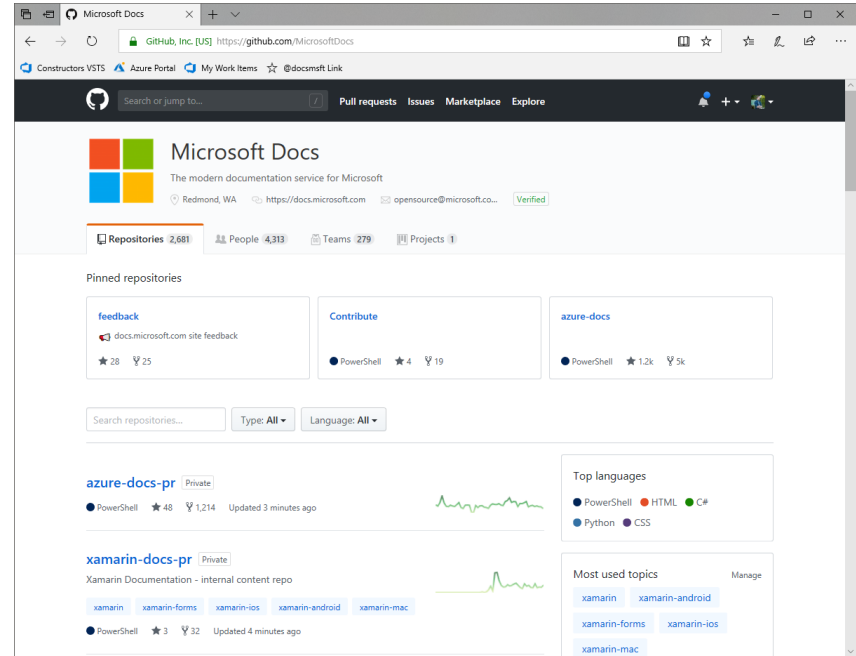 Microsoft Docs
GitHub, Inc. [US] https://github.com/MicrosoftDocs
Constructors VSTS Azure Portal My Work Items @docsmsft Link
Search or jump to... / Pull requests Issues Marketplace Explore
Microsoft Docs
The modern documentation service for Microsoft
Redmond, WA https://docs.microsoft.com opensource@microsoft.co... Verified
Repositories 2,681 People 4,313 Teams 279 Projects 1
Pinned repositories
feedback
docs.microsoft.com site feedback
28 25
Contribute
PowerShell 4 19
azure-docs
PowerShell 1.2k 5k
Search repositories... Type: All Language: All
azure-docs-pr Private
PowerShell 48 1,214 Updated 3 minutes ago
xamarin-docs-pr Private
Xamarin Documentation - internal content repo
xamarin xamarin-forms xamarin-ios xamarin-android xamarin-mac
PowerShell 3 32 Updated 4 minutes ago
Top languages
PowerShell HTML C#
Python CSS
Most used topics Manage
xamarin xamarin-android
xamarin-forms xamarin-ios
xamarin-mac